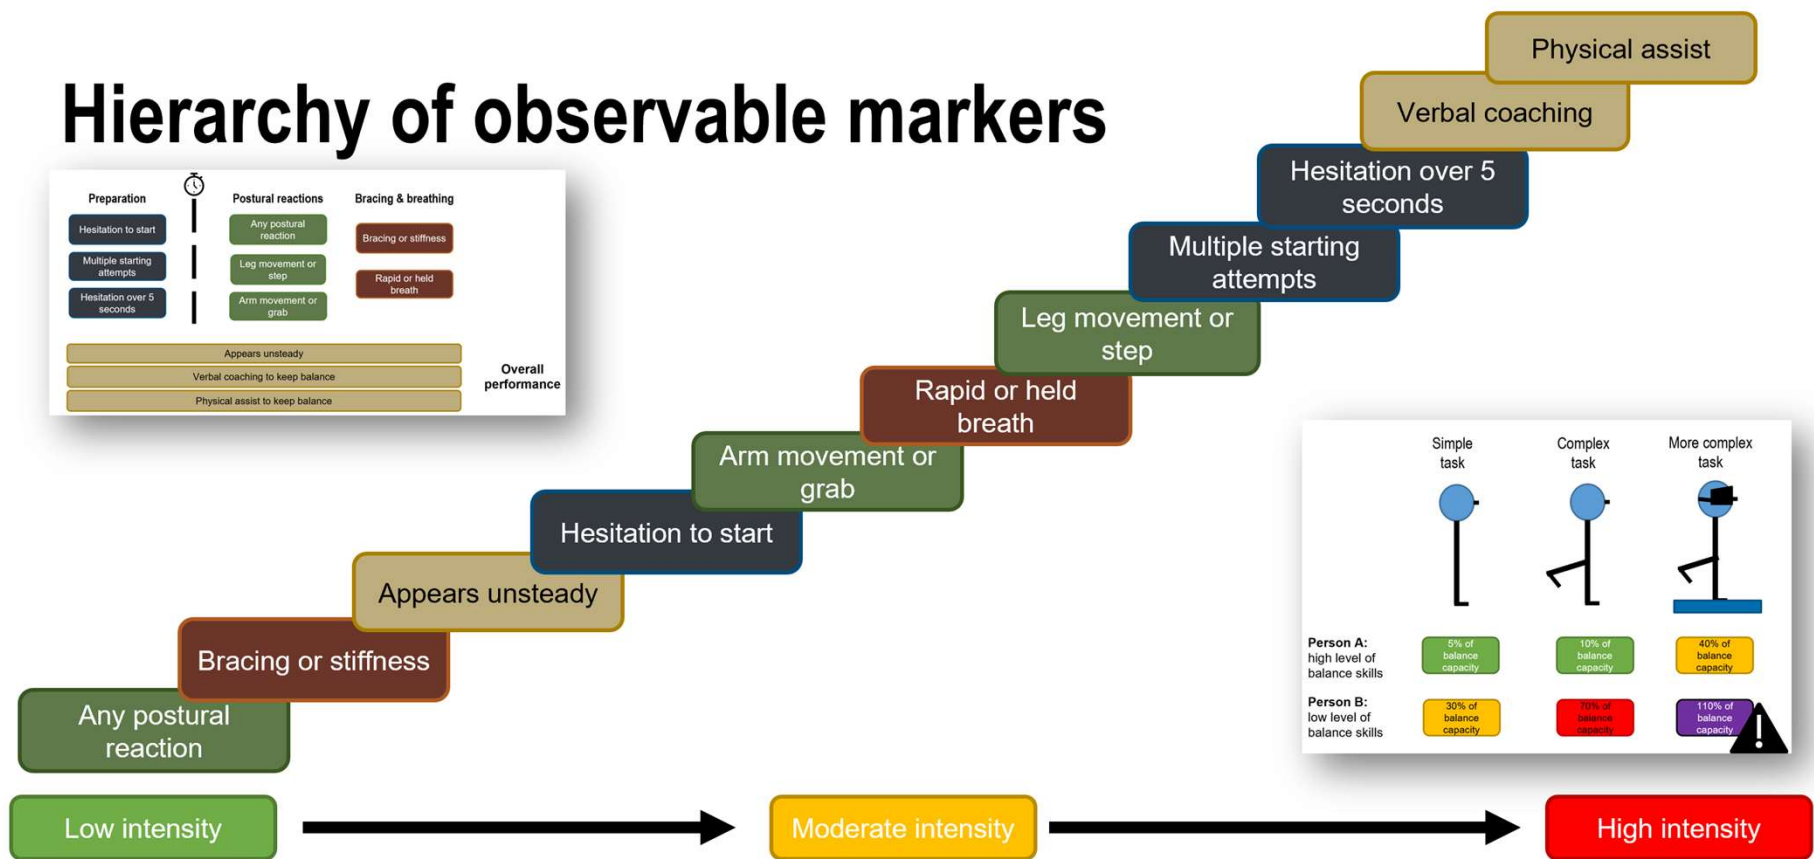 Hierarchy of observable markers
Physical assist
Verbal coaching
Hesitation over 5
seconds
Multiple starting
attempts
Leg movement or
step
Rapid or held
breath
Arm movement or
grab
Hesitation to start
Appears unsteady
Bracing or stiffness
Any postural
reaction
Low intensity
Moderate intensity
High intensity
Preparation
Hesitation to start
Multiple starting
attempts
Hesitation over 5
seconds
Postural reactions
Any postural
reaction
Leg movement or
step
Arm movement or
grab
Bracing & breathing
Bracing or stiffness
Rapid or held
breath
Appears unsteady
Verbal coaching to keep balance
Physical assist to keep balance
Overall
performance
Simple
task
Complex
task
More complex
task
Person A:
high level of
balance skills
5% of
balance
capacity
10% of
balance
capacity
40% of
balance
capacity
Person B:
low level of
balance skills
30% of
balance
capacity
70% of
balance
capacity
110% of
balance
capacity
!